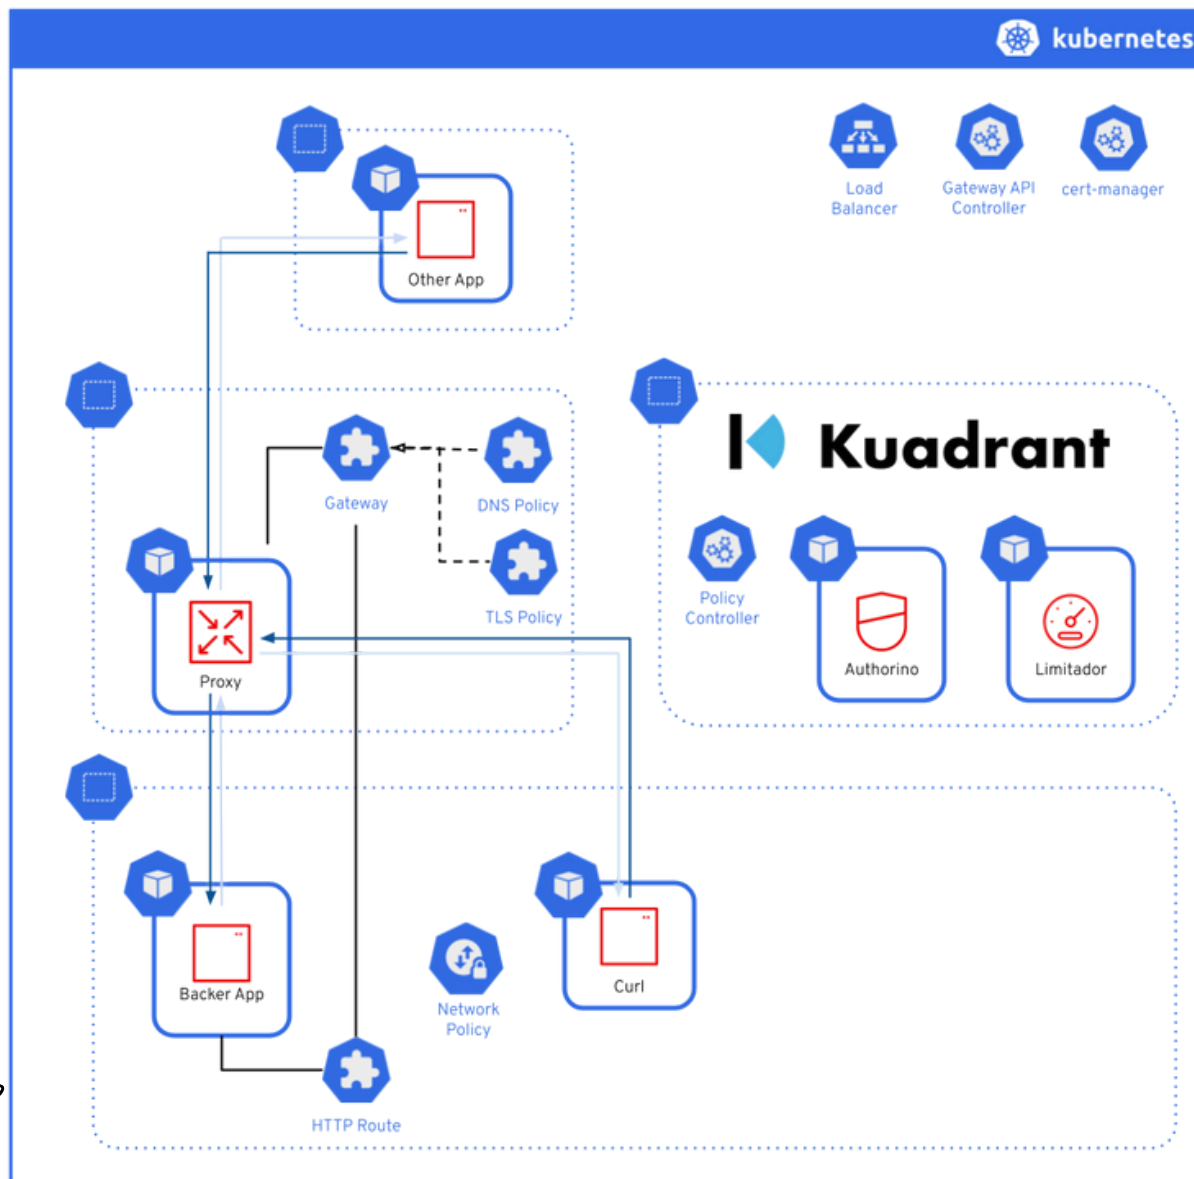 kubernetes
Load
Balancer
Gateway API
Controller
cert-manager
Other App
Kuadrant
Gateway
DNS Policy
TLS Policy
Policy
Controller
Authorino
Limitador
Proxy
Backer App
Network
Policy
Curl
HTTP Route